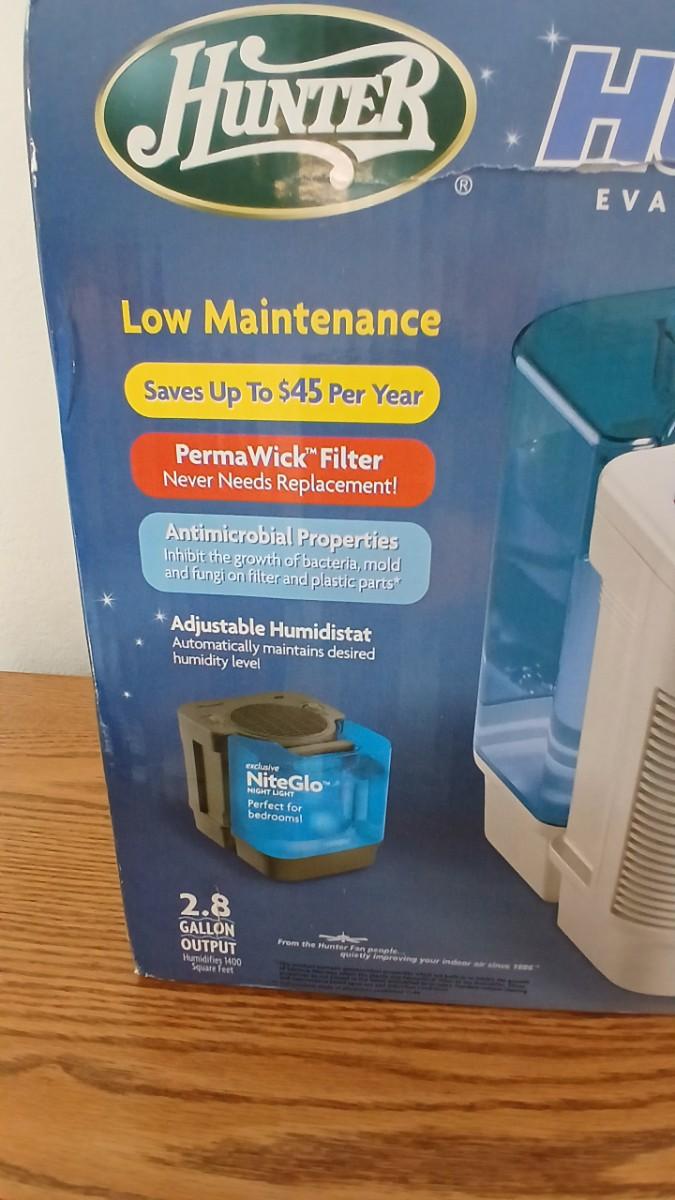 HUNTER
®
EVA
Low Maintenance
Saves Up To $45 Per Year
PermaWick™ Filter
Never Needs Replacement!
Antimicrobial Properties
Inhibit the growth of bacteria, mold
and fungi on filter and plastic parts*
Adjustable Humidistat
Automatically maintains desired
humidity level
exclusive
NiteGlo™
NIGHT LIGHT
Perfect for
bedrooms!
2.8
GALLON
OUTPUT
Humidifies 1400
Square Feet
From the Hunter Fan people...
quietly improving your indoor air since 1886™